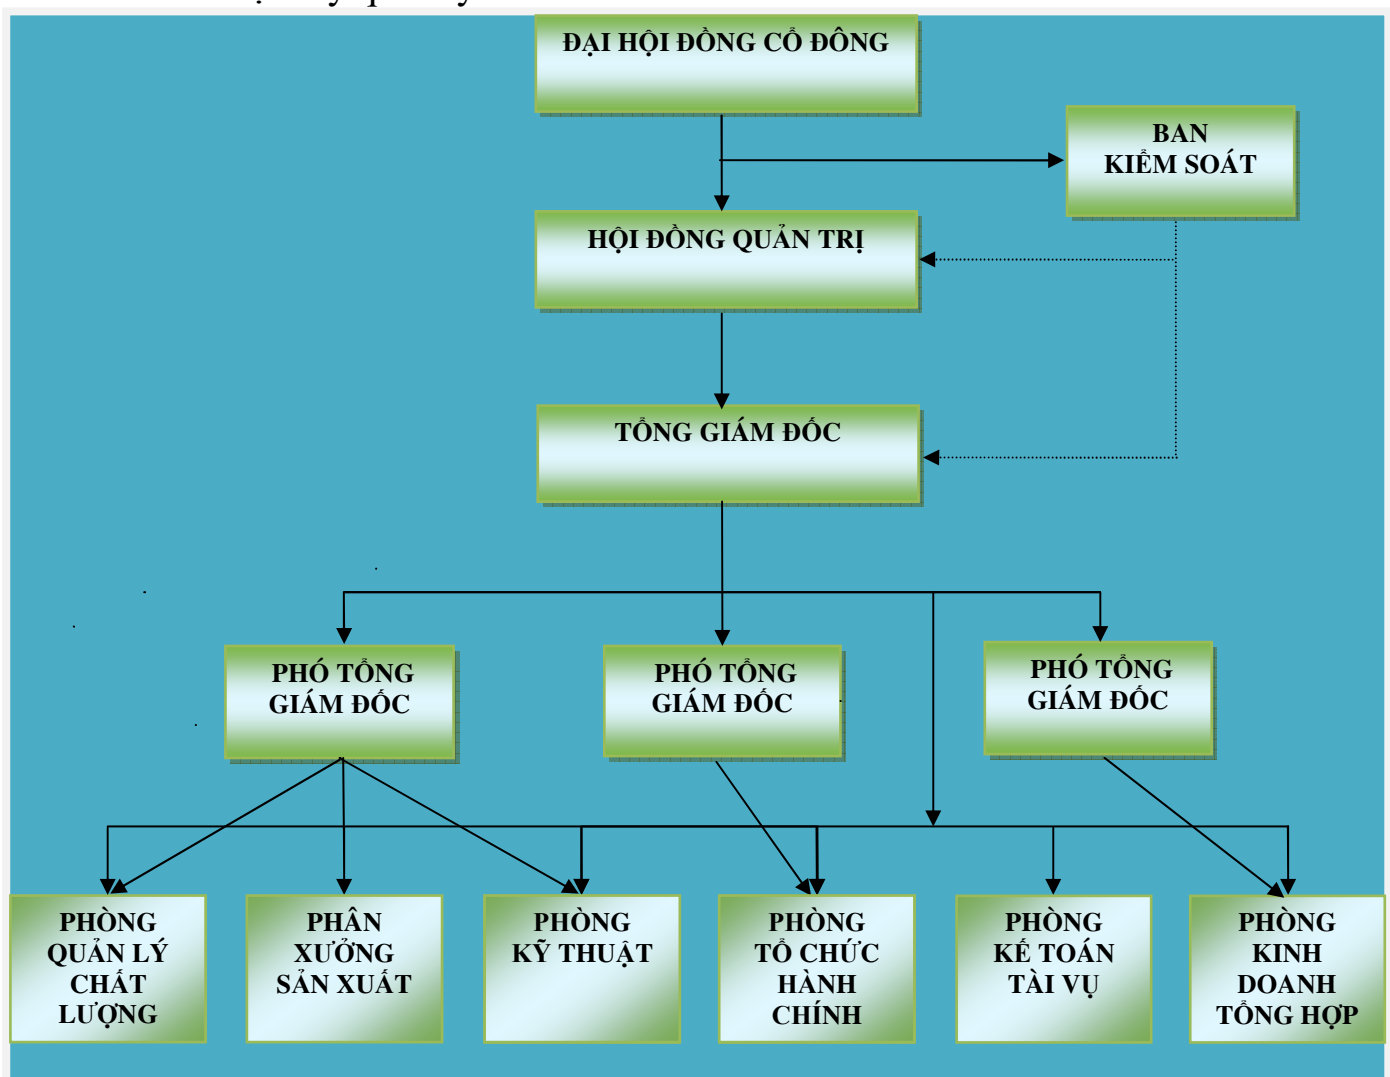 ĐẠI HỘI ĐỒNG CỔ ĐÔNG
BAN
KIỂM SOÁT
HỘI ĐỒNG QUẢN TRỊ
TỔNG GIÁM ĐỐC
PHÓ TỔNG
GIÁM ĐỐC
PHÓ TỔNG
GIÁM ĐỐC
PHÓ TỔNG
GIÁM ĐỐC
PHÒNG
QUẢN LÝ
CHẤT
LƯỢNG
PHÂN
XƯỞNG
SẢN XUẤT
PHÒNG
KỸ THUẬT
PHÒNG
TỔ CHỨC
HÀNH
CHÍNH
PHÒNG
KẾ TOÁN
TÀI VỤ
PHÒNG
KINH
DOANH
TỔNG HỢP